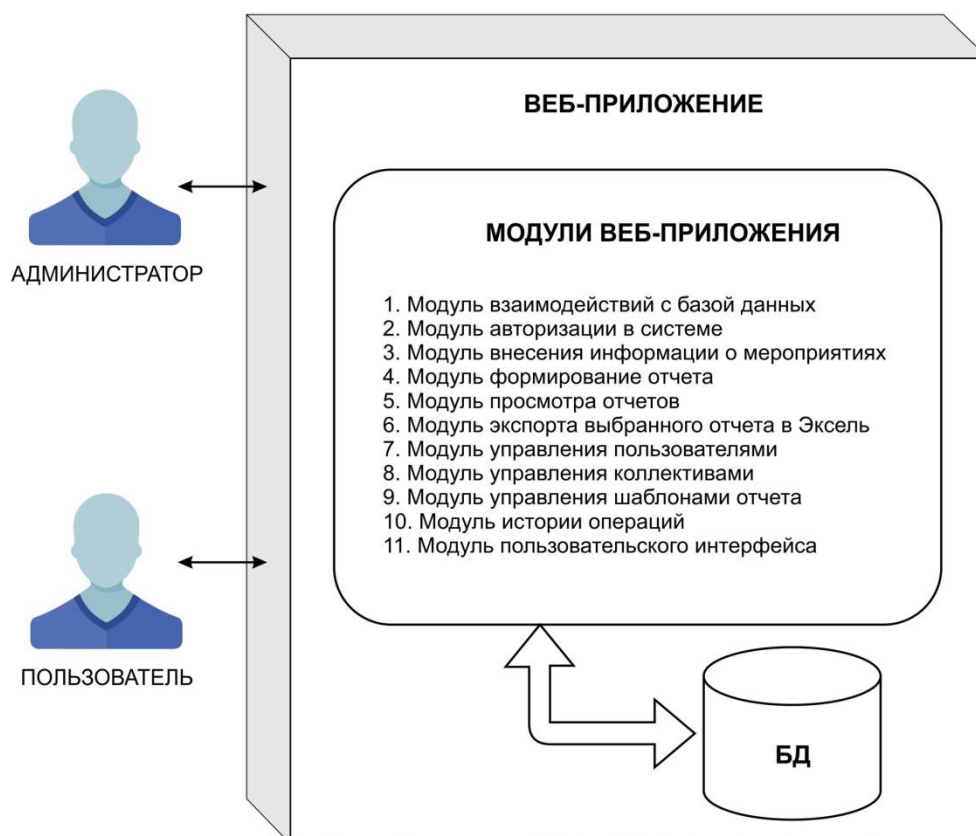 ВЕБ-ПРИЛОЖЕНИЕ
МОДУЛИ ВЕБ-ПРИЛОЖЕНИЯ
АДМИНИСТРАТОР
1. Модуль взаимодействий с базой данных
2. Модуль авторизации в системе
3. Модуль внесения информации о мероприятиях
4. Модуль формирование отчета
5. Модуль просмотра отчетов
6. Модуль экспорта выбранного отчета в Эксель
7. Модуль управления пользователями
8. Модуль управления коллективами
9. Модуль управления шаблонами отчета
10. Модуль истории операций
11. Модуль пользовательского интерфейса
ПОЛЬЗОВАТЕЛЬ
БД